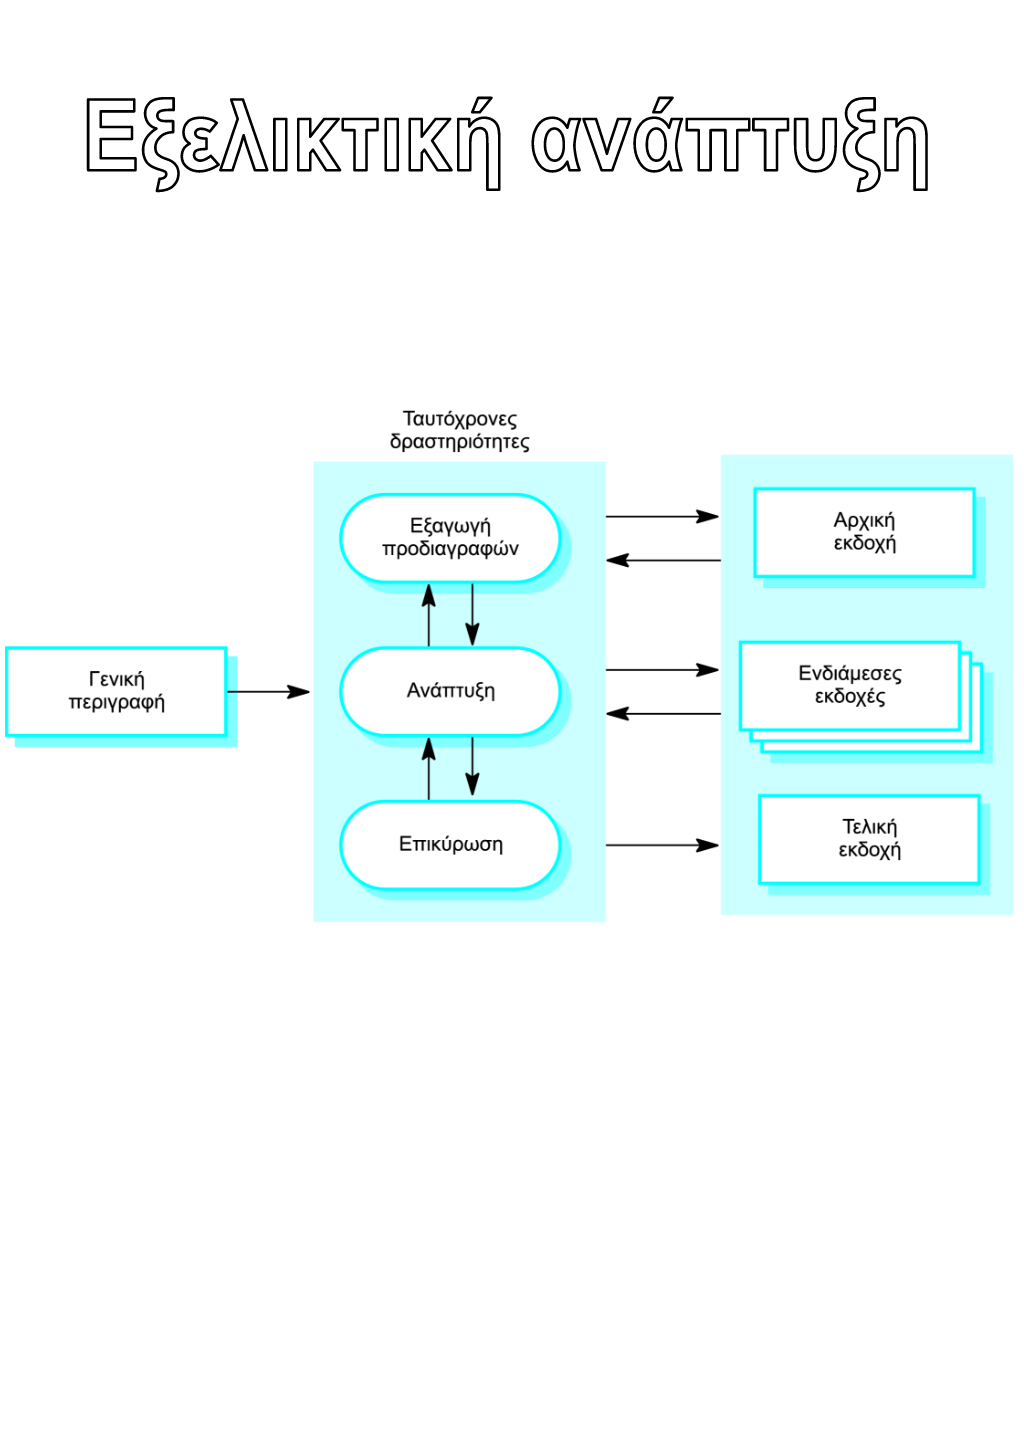 Εξελικτική ανάπτυξη
Ταυτόχρονες
δραστηριότητες
Γενική
περιγραφή
Εξαγωγή
προδιαγραφών
Ανάπτυξη
Επικύρωση
Αρχική
εκδοχή
Ενδιάμεσες
εκδοχές
Τελική
εκδοχή